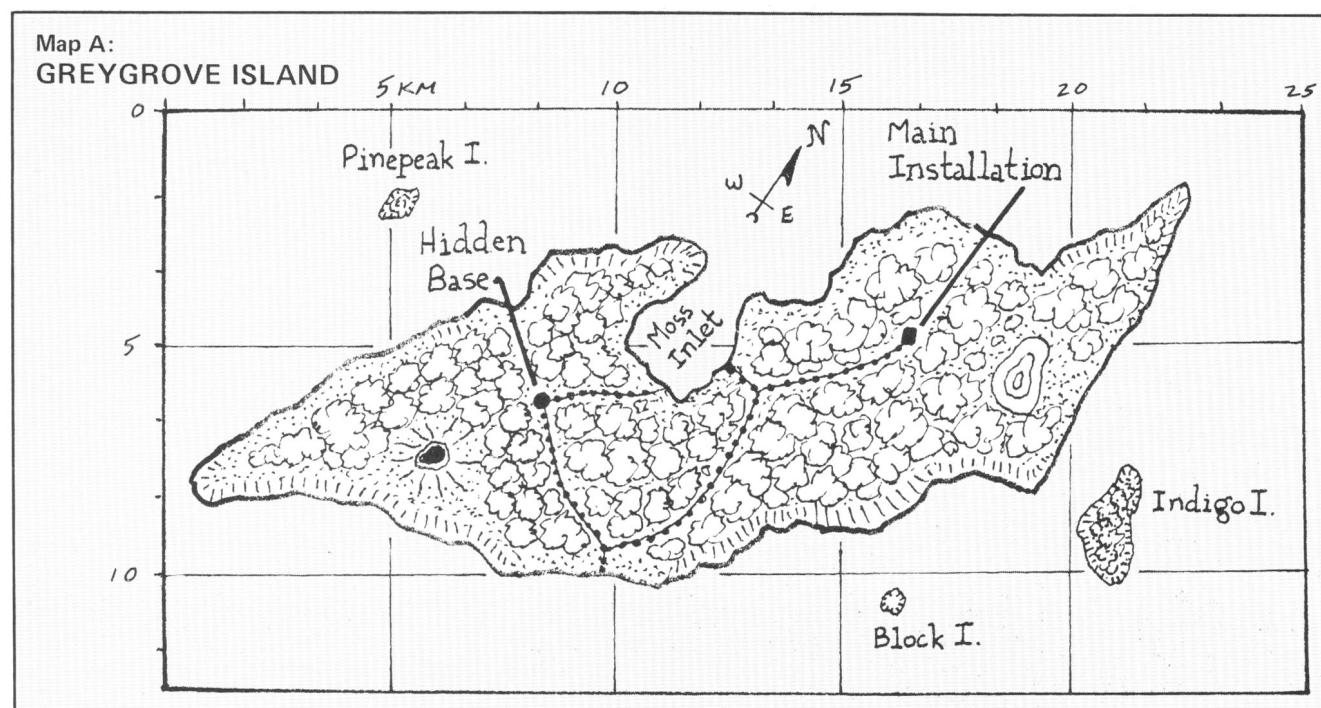 Map A:
GREYGROVE ISLAND
5 KM
10
15
20
25
0
Pinepeak I.
N
W
E
Main
Installation
Hidden
Base
Moss
Inlet
5
Indigo I.
10
Block I.